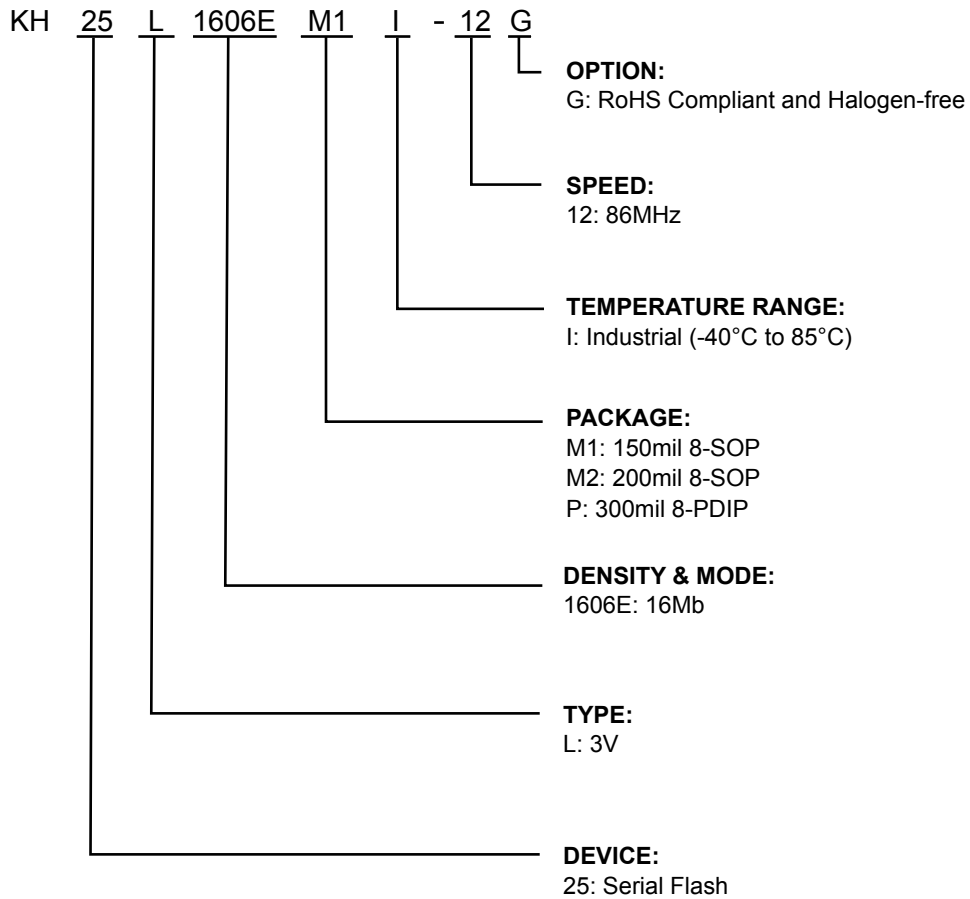 KH 25 L 1606E M1 I - 12 G
OPTION:
G: RoHS Compliant and Halogen-free
SPEED:
12: 86MHz
TEMPERATURE RANGE:
I: Industrial (-40°C to 85°C)
PACKAGE:
M1: 150mil 8-SOP
M2: 200mil 8-SOP
P: 300mil 8-PDIP
DENSITY & MODE:
1606E: 16Mb
TYPE:
L: 3V
DEVICE:
25: Serial Flash